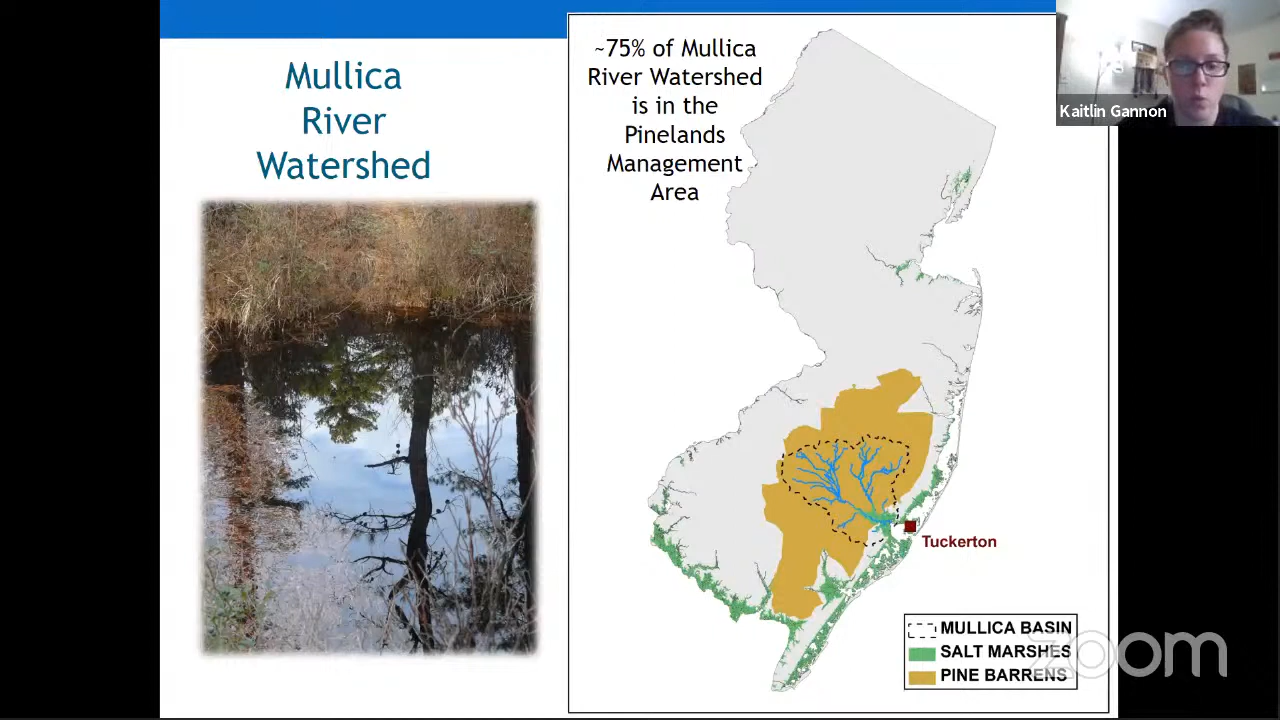 Mullica
River
Watershed
~75% of Mullica
River Watershed
is in the
Pinelands
Management
Area
Kaitlin Gannon
Tuckerton
MULLICA BASIN
SALT MARSHES
PINE BARRENS
zoom